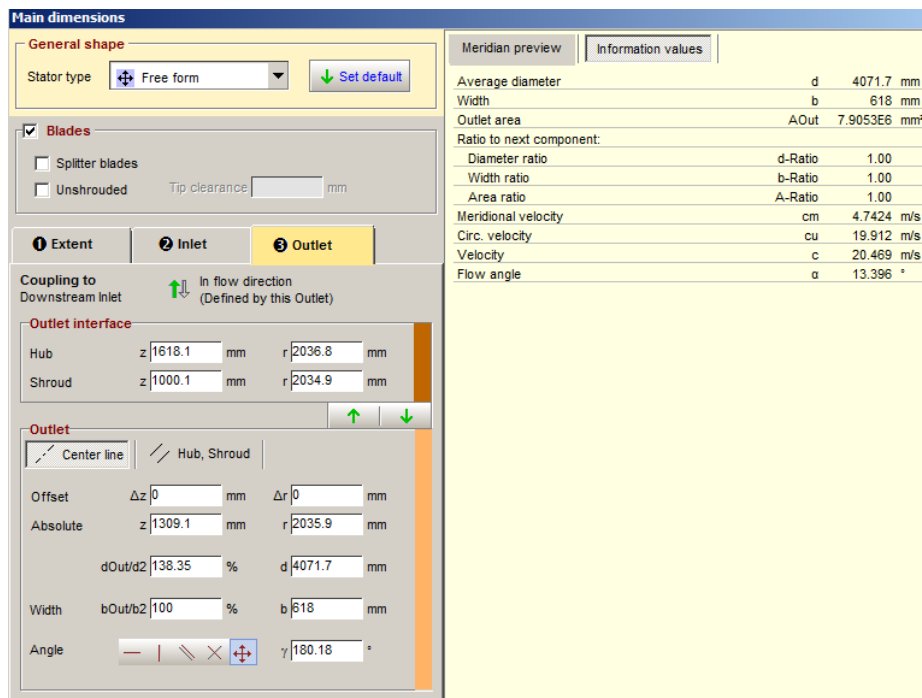 Main dimensions
General shape
Stator type Free form Set default
Blades
Splitter blades
Unshrouded Tip clearance mm
1 Extent 2 Inlet 3 Outlet
Coupling to In flow direction
Downstream Inlet (Defined by this Outlet)
Outlet interface
Hub z 1618.1 mm r 2036.8 mm
Shroud z 1000.1 mm r 2034.9 mm
Outlet
Center line Hub, Shroud
Offset Δz 0 mm Δr 0 mm
Absolute z 1309.1 mm r 2035.9 mm
dOut/d2 138.35 % d 4071.7 mm
Width bOut/b2 100 % b 618 mm
Angle γ 180.18 °
Meridian preview Information values
Average diameter d 4071.7 mm
Width b 618 mm
Outlet area AOut 7.9053E6 mm²
Ratio to next component:
Diameter ratio d-Ratio 1.00
Width ratio b-Ratio 1.00
Area ratio A-Ratio 1.00
Meridional velocity cm 4.7424 m/s
Circ. velocity cu 19.912 m/s
Velocity c 20.469 m/s
Flow angle α 13.396 °